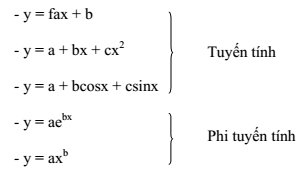 - y = fax + b
- y = a + bx + cx²
Tuyến tính
- y = a + bcosx + csinx
- y = ae^bx
Phi tuyến tính
- y = ax^b